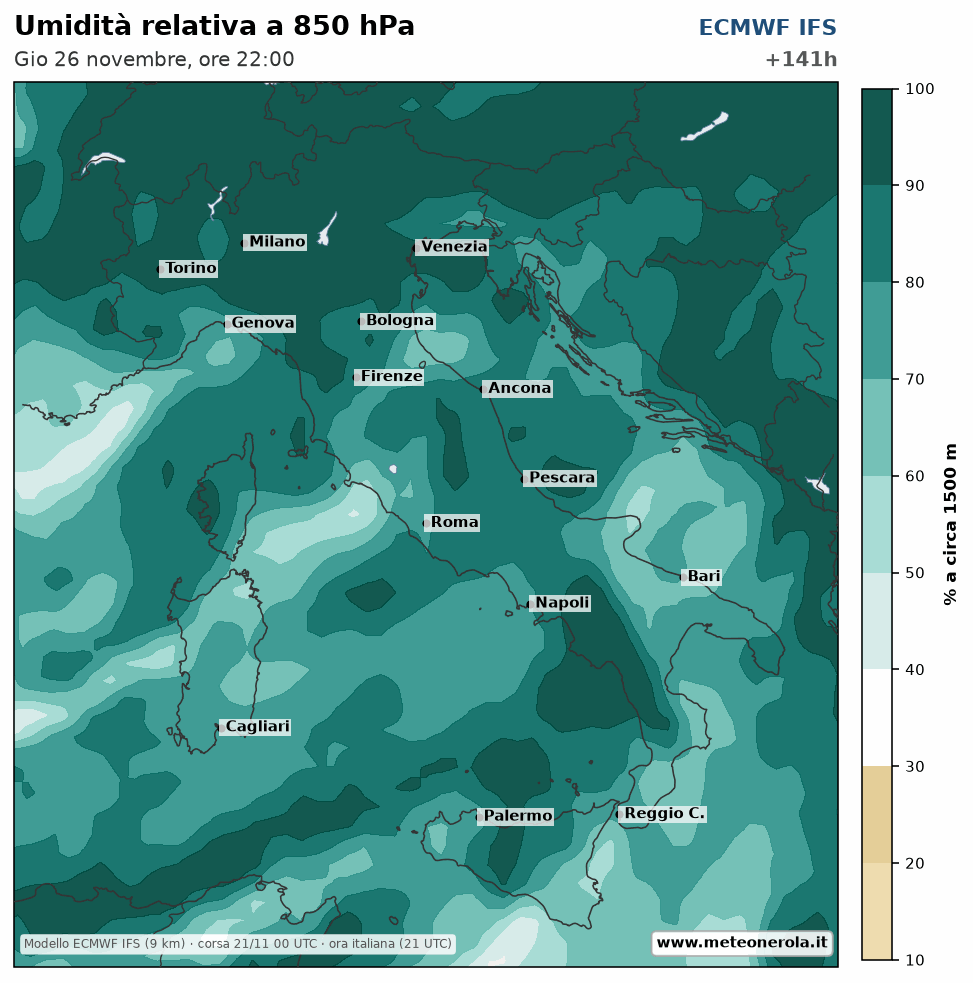 Umidità relativa a 850 hPa
ECMWF IFS
Gio 26 novembre, ore 22:00
+141h
100
90
80
70
60
50
40
30
20
10
% a circa 1500 m
Milano
Venezia
Torino
Genova
Bologna
Firenze
Ancona
Pescara
Roma
Bari
Napoli
Cagliari
Palermo
Reggio C.
Modello ECMWF IFS (9 km) · corsa 21/11 00 UTC · ora italiana (21 UTC)
www.meteonerola.it